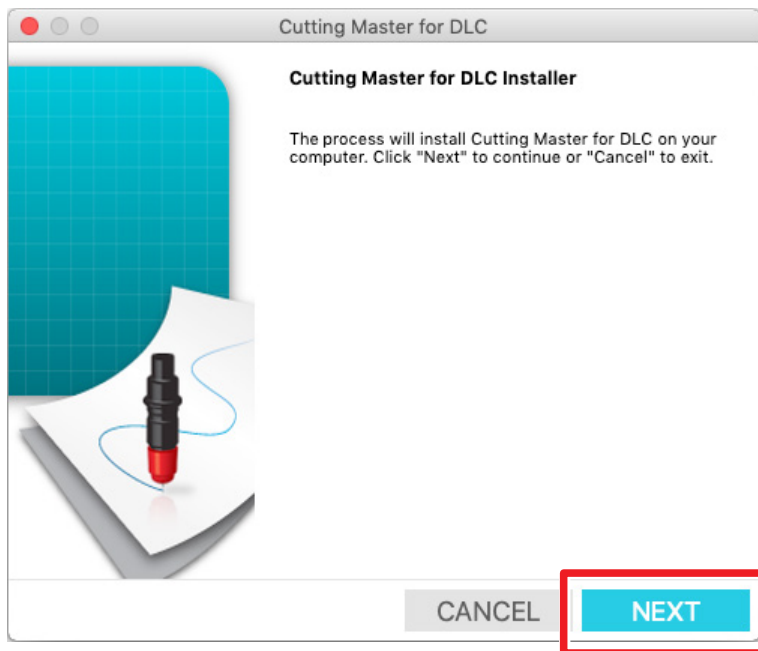 Cutting Master for DLC
Cutting Master for DLC Installer
The process will install Cutting Master for DLC on your
computer. Click "Next" to continue or "Cancel" to exit.
CANCEL
NEXT